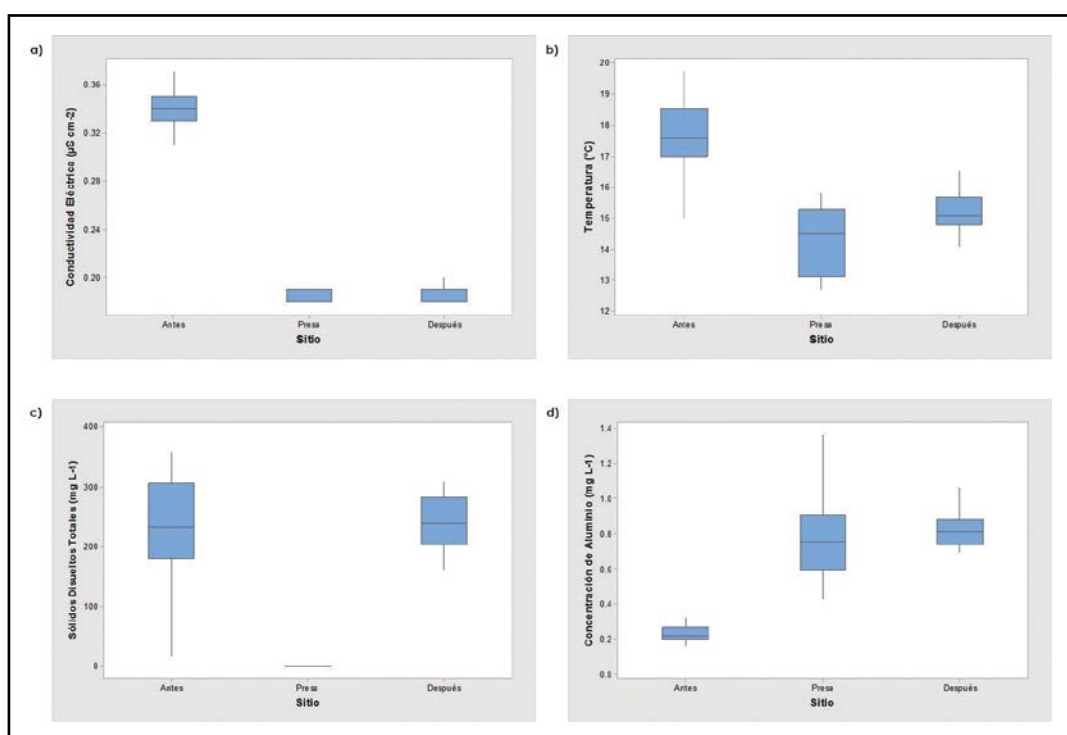 a)
Conductividad Eléctrica (µS cm-2)
0.36
0.32
0.28
0.24
0.20
Antes
Presa
Después
Sitio
b)
Temperatura (°C)
20
19
18
17
16
15
14
13
12
Antes
Presa
Después
Sitio
c)
Sólidos Disueltos Totales (mg L-1)
400
300
200
100
0
Antes
Presa
Después
Sitio
d)
Concentración de Aluminio (mg L-1)
1.4
1.2
1.0
0.8
0.6
0.4
0.2
0.0
Antes
Presa
Después
Sitio